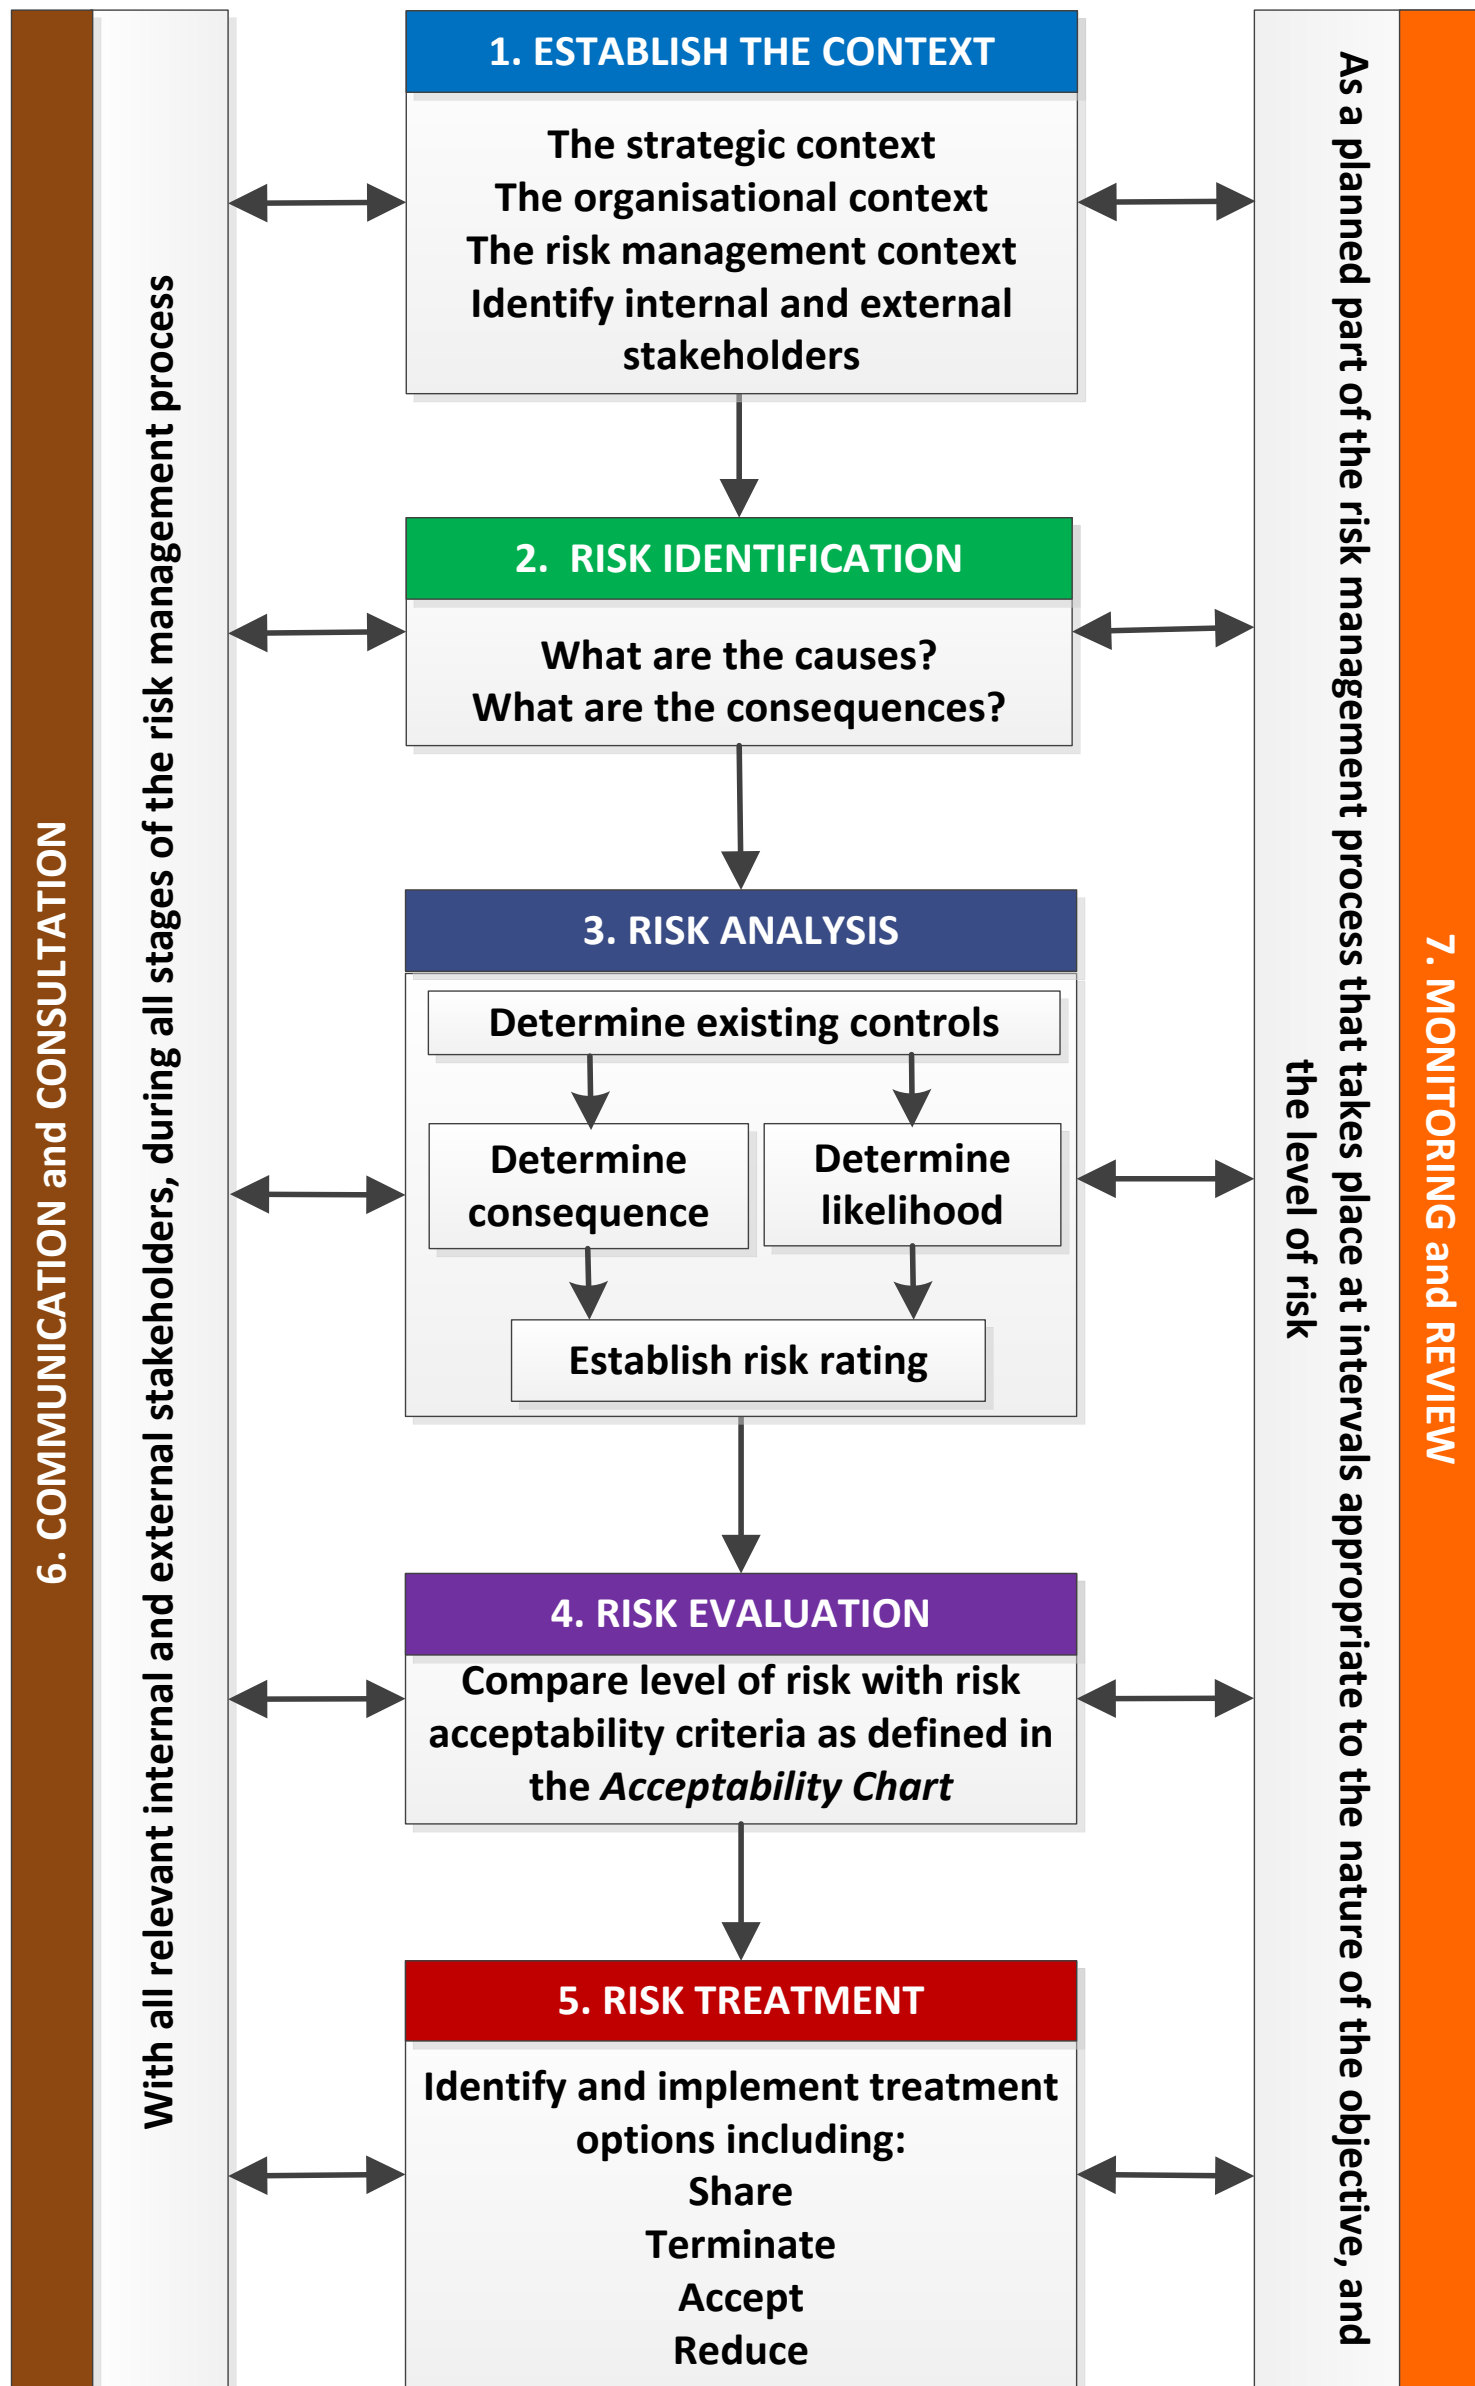 1. ESTABLISH THE CONTEXT
The strategic context
The organisational context
The risk management context
Identify internal and external
stakeholders
2.  RISK IDENTIFICATION
What are the causes?
What are the consequences?
3. RISK ANALYSIS
Determine existing controls
Determine
consequence
Determine
likelihood
Establish risk rating
4. RISK EVALUATION
Compare level of risk with risk
acceptability criteria as defined in
the Acceptability Chart
5. RISK TREATMENT
Identify and implement treatment
options including:
Share
Terminate
Accept
Reduce
6. COMMUNICATION and CONSULTATION
With all relevant internal and external stakeholders, during all stages of the risk management process
7. MONITORING and REVIEW
As a planned part of the risk management process that takes place at intervals appropriate to the nature of the objective, and
the level of risk